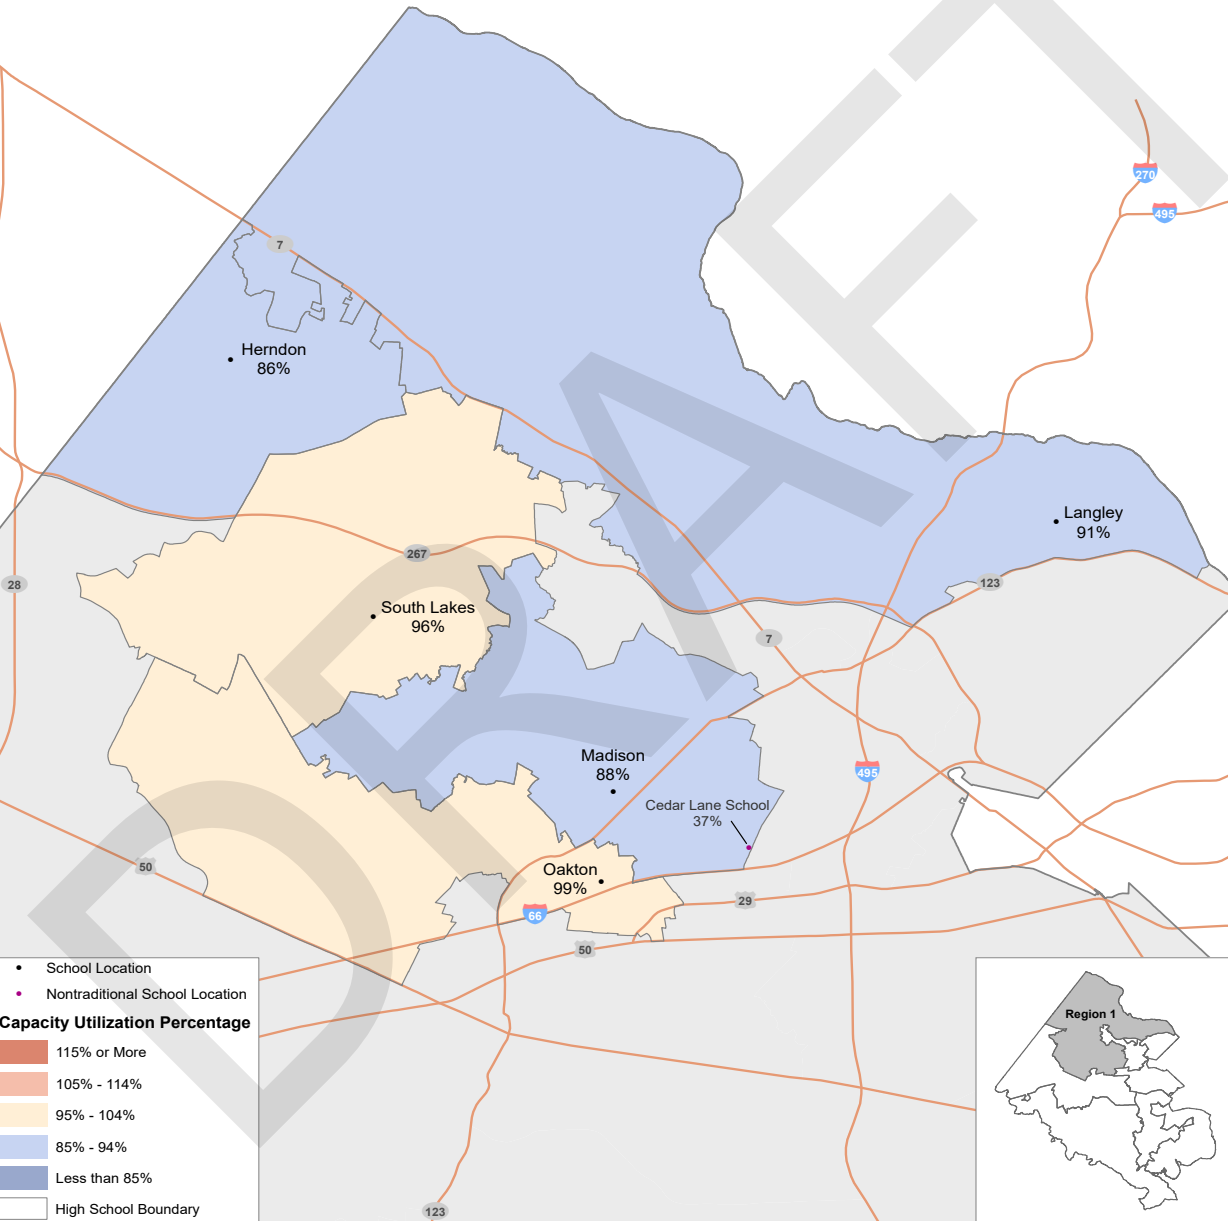 270
495
7
Herndon
86%
Langley
91%
267
123
28
South Lakes
96%
7
Madison
88%
495
Cedar Lane School
37%
50
Oakton
99%
29
66
50
DRAFT
School Location
Nontraditional School Location
Capacity Utilization Percentage
115% or More
105% - 114%
95% - 104%
85% - 94%
Less than 85%
High School Boundary
Region 1
123